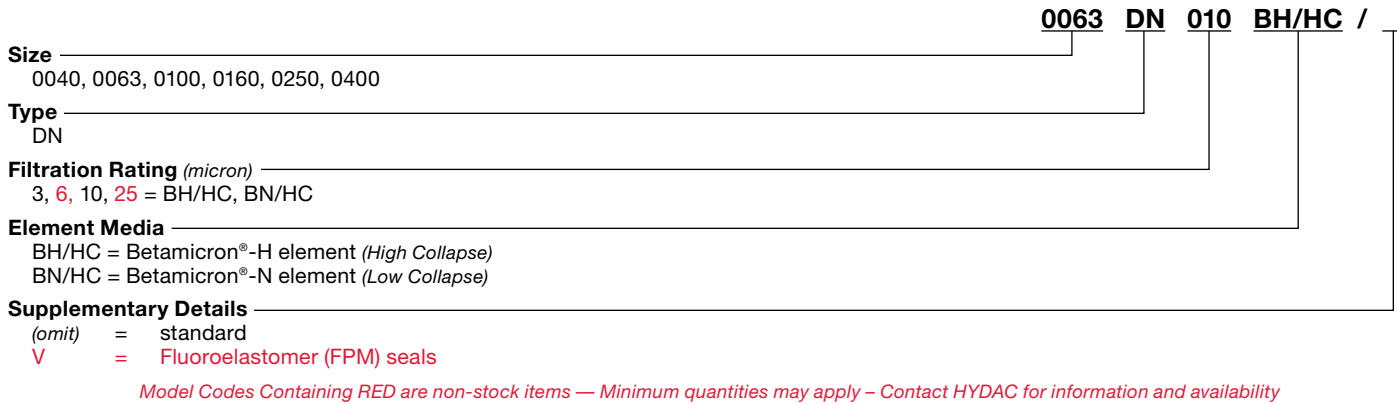 0063 DN 010 BH/HC /
Size
0040, 0063, 0100, 0160, 0250, 0400
Type
DN
Filtration Rating (micron)
3, 6, 10, 25 = BH/HC, BN/HC
Element Media
BH/HC = Betamicron®-H element (High Collapse)
BN/HC = Betamicron®-N element (Low Collapse)
Supplementary Details
(omit) = standard
V = Fluoroelastomer (FPM) seals
Model Codes Containing RED are non-stock items — Minimum quantities may apply – Contact HYDAC for information and availability